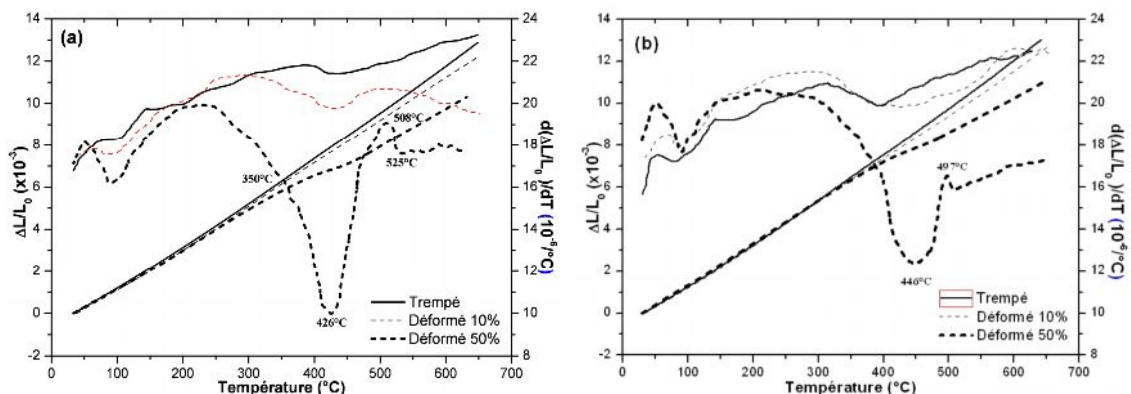 (a)
14
12
10
8
6
4
2
0
-2
ΔL/L₀ (x10⁻³)
24
22
20
18
16
14
12
10
8
d(ΔL/L₀)/dT (10⁻⁶/°C)
508°C
525°C
350°C
426°C
Trempé
Déformé 10%
Déformé 50%
0 100 200 300 400 500 600 700
Température (°C)
(b)
14
12
10
8
6
4
2
0
-2
ΔL/L₀ (x10⁻³)
24
22
20
18
16
14
12
10
8
d(ΔL/L₀)/dT (10⁻⁶/°C)
497°C
446°C
Trempé
Déformé 10%
Déformé 50%
0 100 200 300 400 500 600 700
Température (°C)